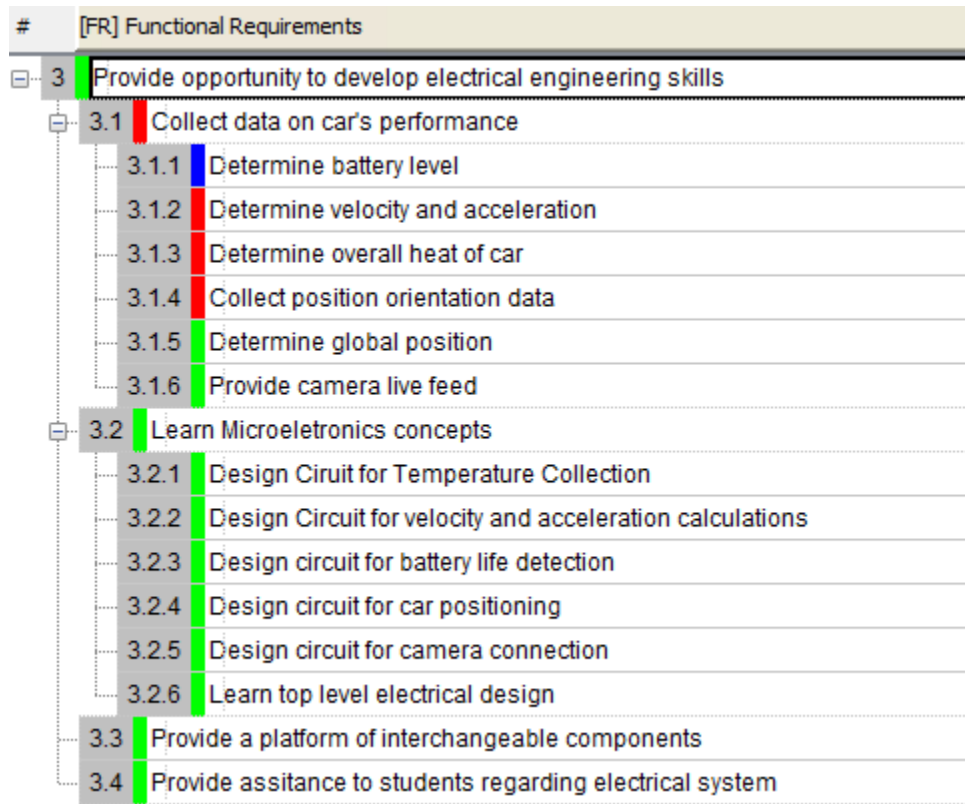 # [FR] Functional Requirements
3 Provide opportunity to develop electrical engineering skills
3.1 Collect data on car's performance
3.1.1 Determine battery level
3.1.2 Determine velocity and acceleration
3.1.3 Determine overall heat of car
3.1.4 Collect position orientation data
3.1.5 Determine global position
3.1.6 Provide camera live feed
3.2 Learn Microeletronics concepts
3.2.1 Design Ciruit for Temperature Collection
3.2.2 Design Circuit for velocity and acceleration calculations
3.2.3 Design circuit for battery life detection
3.2.4 Design circuit for car positioning
3.2.5 Design circuit for camera connection
3.2.6 Learn top level electrical design
3.3 Provide a platform of interchangeable components
3.4 Provide assitance to students regarding electrical system